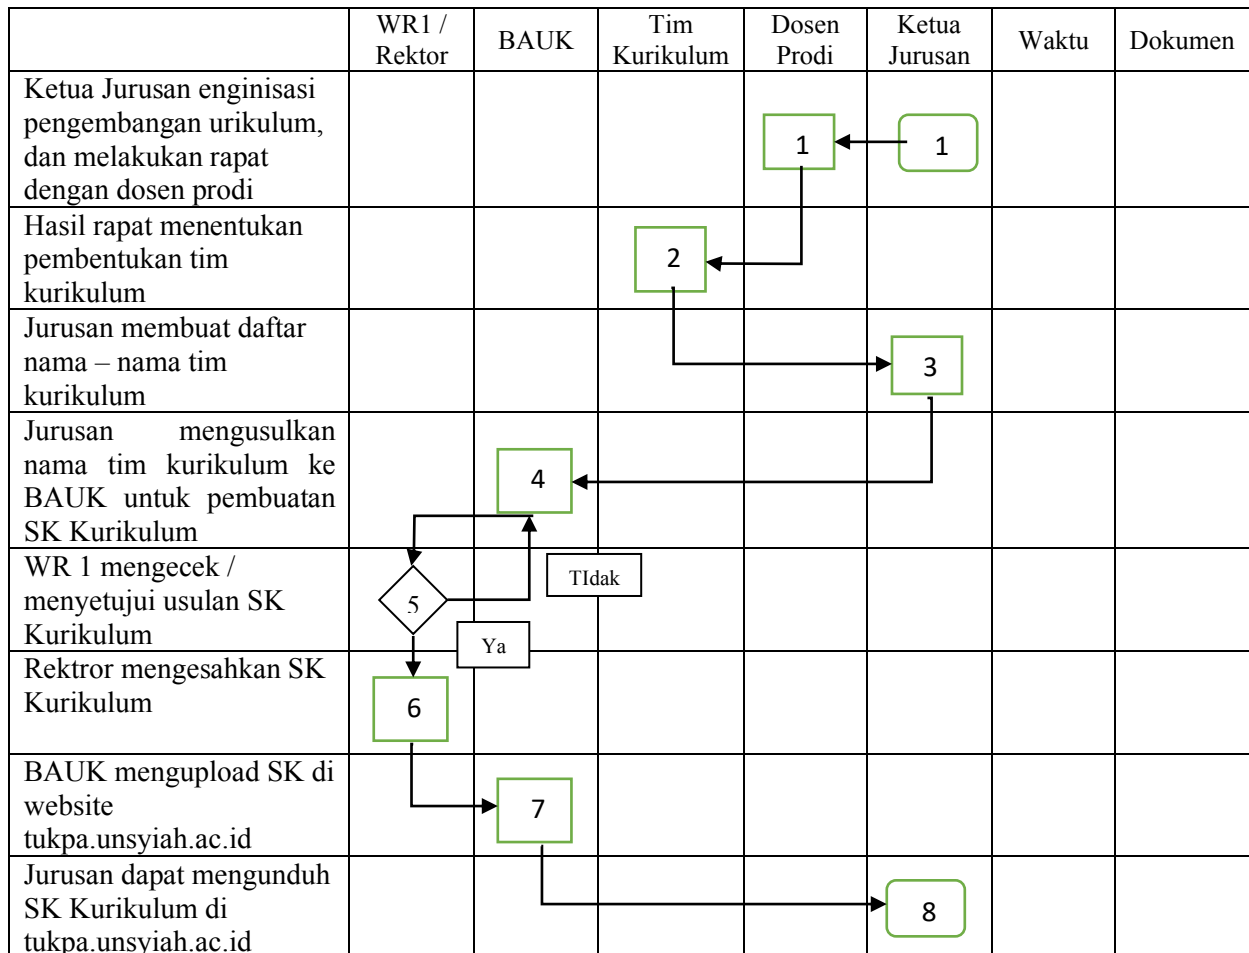 WR1 /
Rektor
BAUK
Tim
Kurikulum
Dosen
Prodi
Ketua
Jurusan
Waktu
Dokumen
Ketua Jurusan enginisasi
pengembangan urikulum,
dan melakukan rapat
dengan dosen prodi
1
1
Hasil rapat menentukan
pembentukan tim
kurikulum
2
Jurusan membuat daftar
nama – nama tim
kurikulum
3
Jurusan mengusulkan
nama tim kurikulum ke
BAUK untuk pembuatan
SK Kurikulum
4
WR 1 mengecek /
menyetujui usulan SK
Kurikulum
5
TIdak
Ya
Rektror mengesahkan SK
Kurikulum
6
BAUK mengupload SK di
website
tukpa.unsyiah.ac.id
7
Jurusan dapat mengunduh
SK Kurikulum di
tukpa.unsyiah.ac.id
8